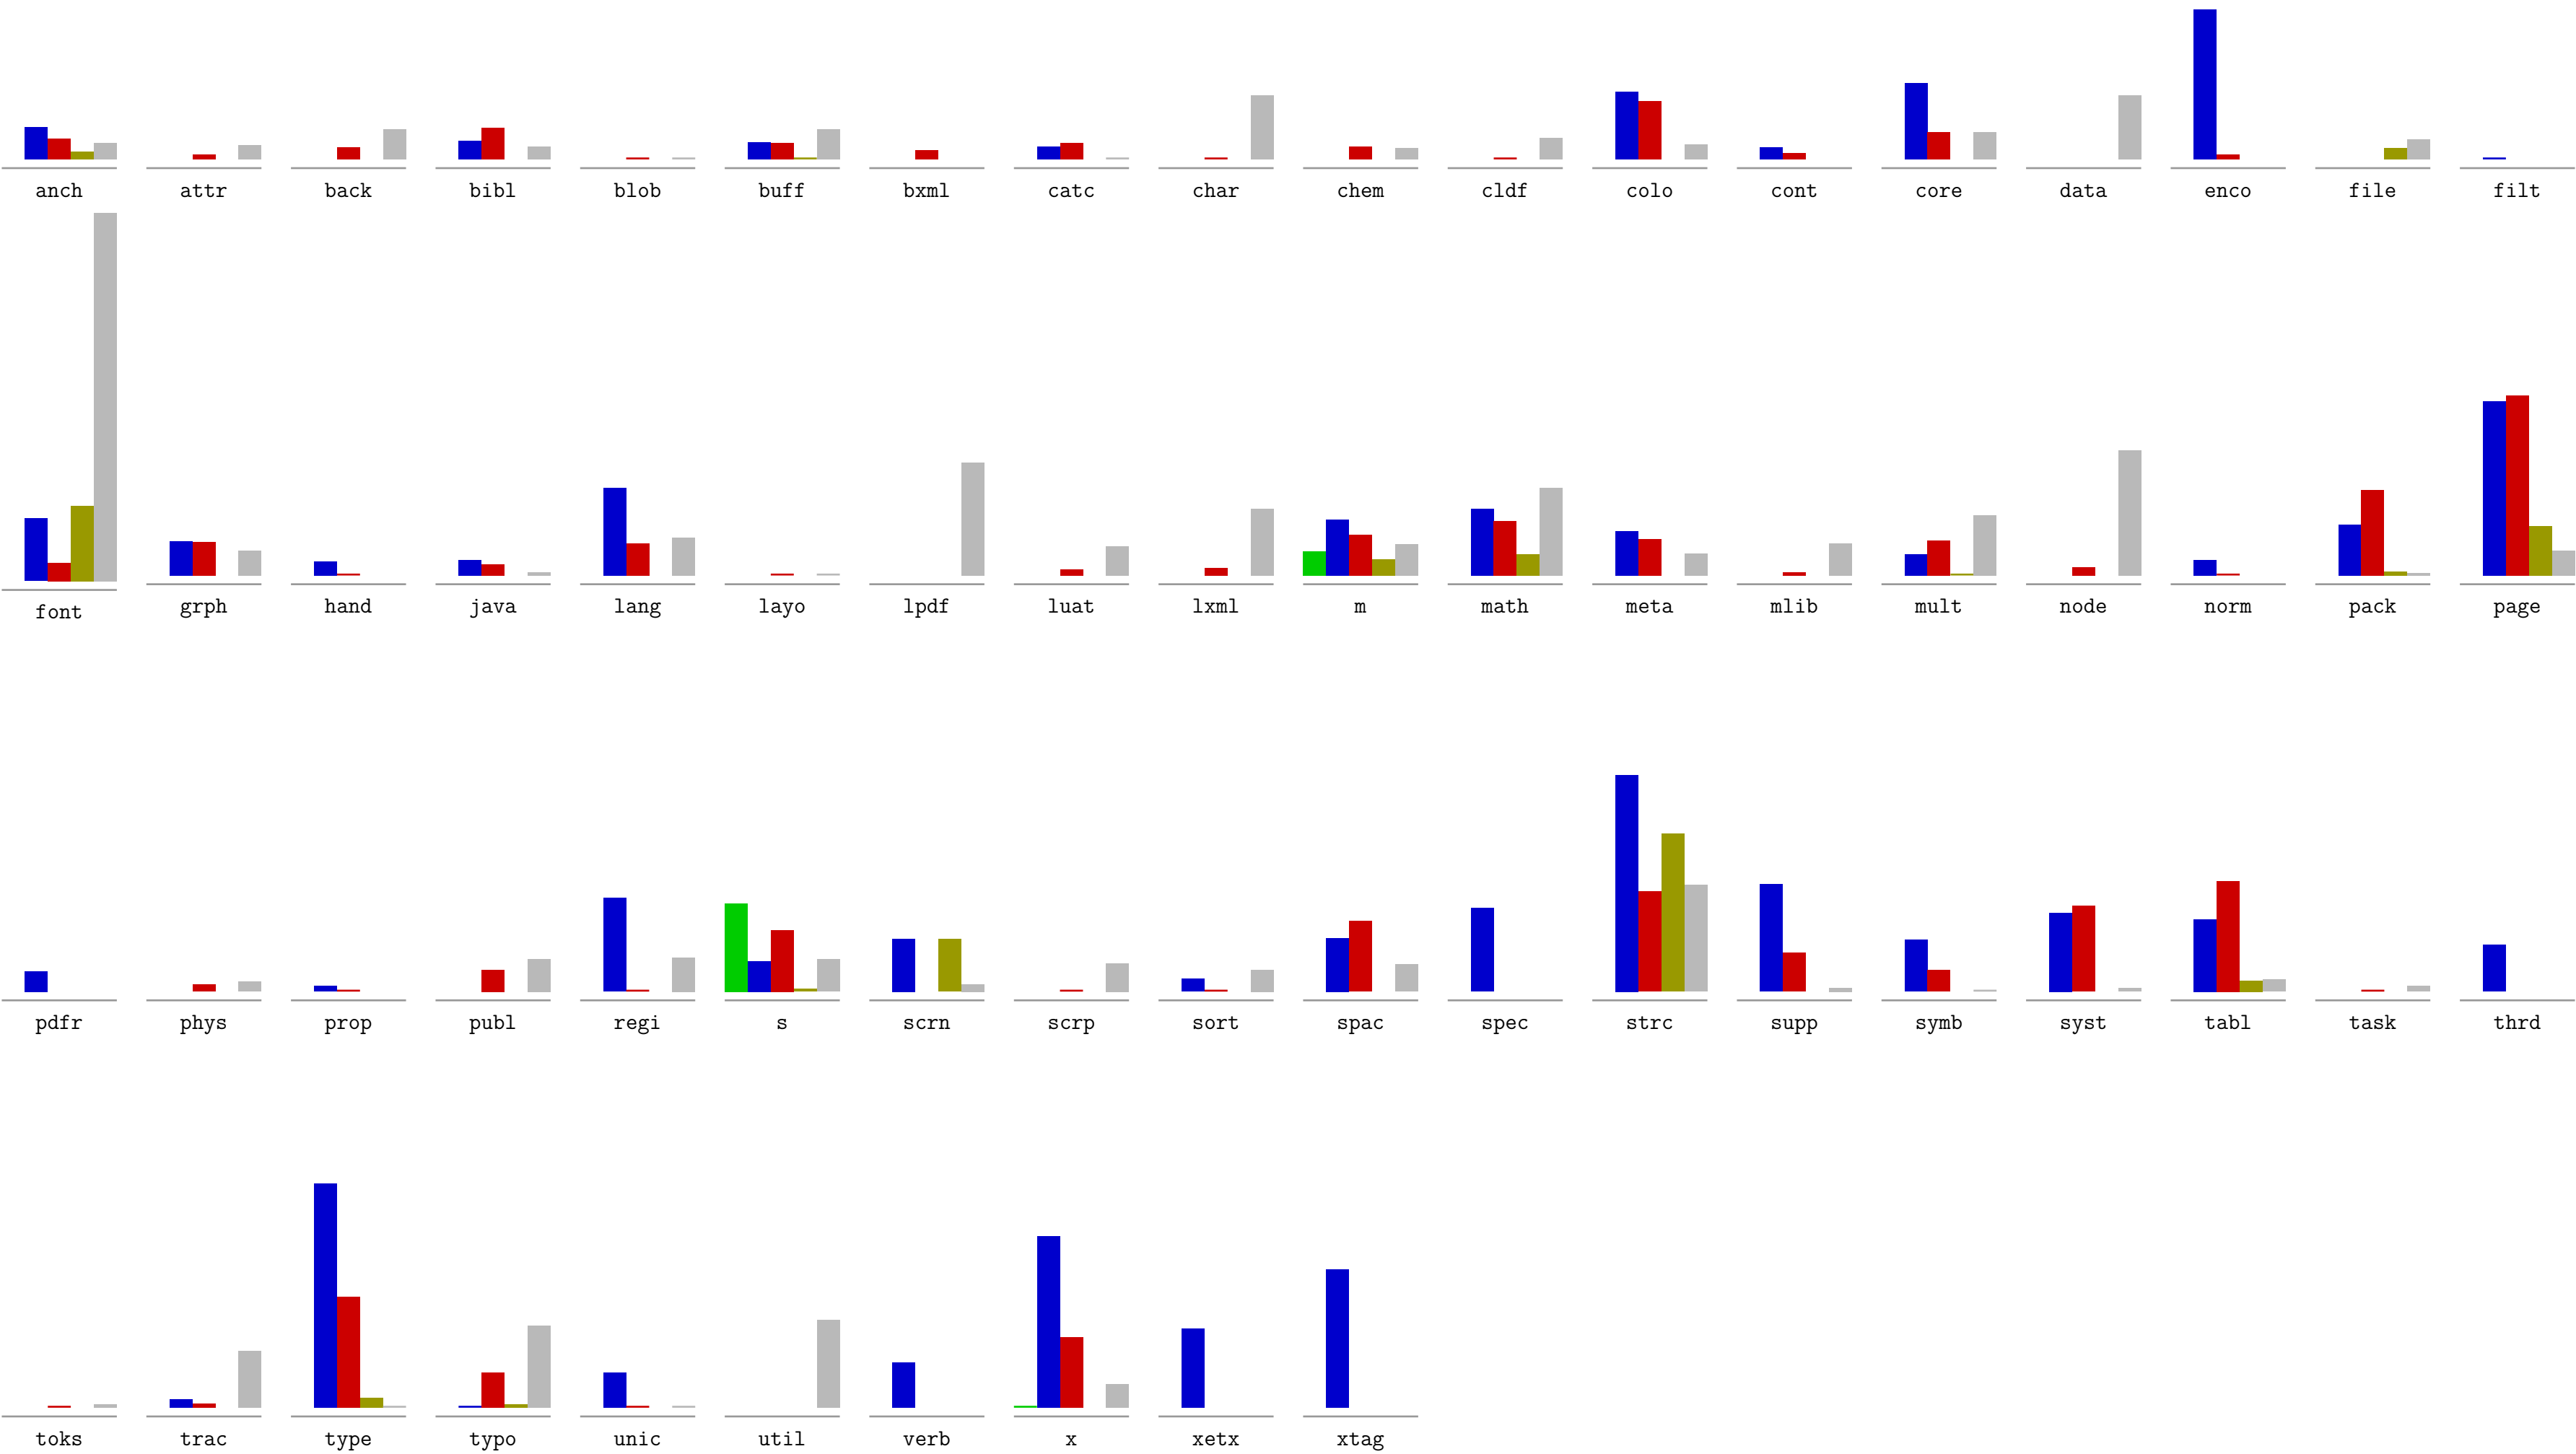 anch attr back bibl blob buff bxml catc char chem cldf colo cont core data enco file filt
font grph hand java lang layo lpdf luat lxml m math meta mlib mult node norm pack page
pdfr phys prop publ regi s scrn scrp sort spac spec strc supp symb syst tabl task thrd
toks trac type typo unic util verb x xetx xtag